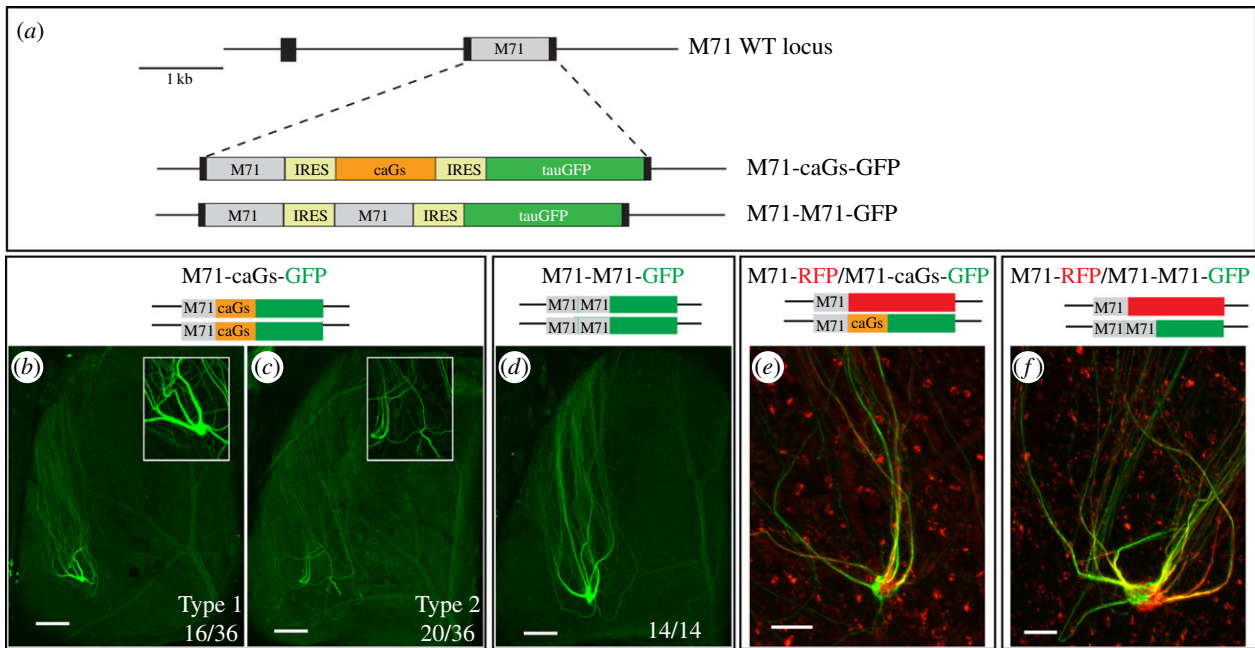 (a)
M71
M71 WT locus
1 kb
M71 IRES caGs IRES tauGFP
M71-caGs-GFP
M71 IRES M71 IRES tauGFP
M71-M71-GFP
M71-caGs-GFP
M71 caGs
M71 caGs
(b)
Type 1
16/36
(c)
Type 2
20/36
M71-M71-GFP
M71 M71
M71 M71
(d)
14/14
M71-RFP/M71-caGs-GFP
M71
M71 caGs
(e)
M71-RFP/M71-M71-GFP
M71
M71 M71
(f)